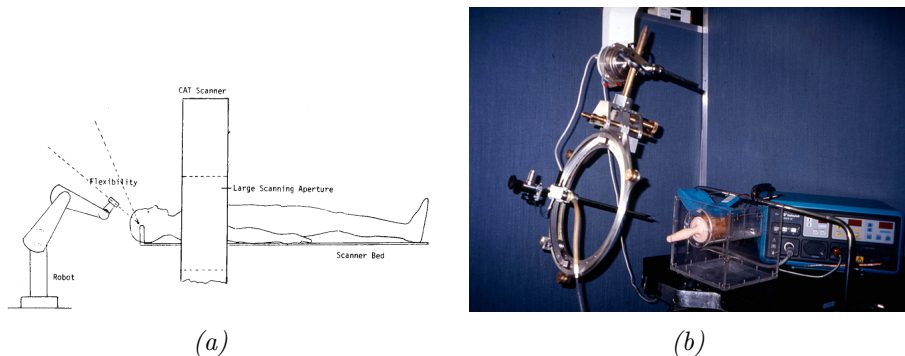 CAT Scanner
Flexibility
Large Scanning Aperture
Scanner Bed
Robot
(a)
(b)